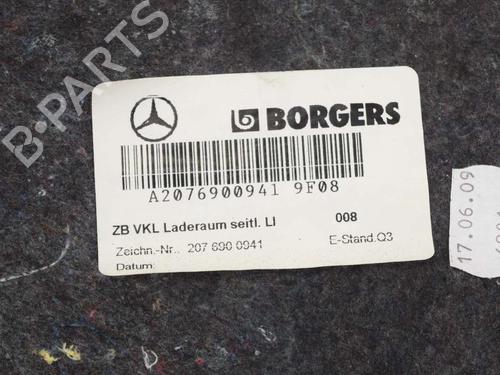 B-PARTS
BORGERS
A2076900941 9F08
ZB VKL Laderaum seitl. LI 008
Zeichn.-Nr.. 207 690 0941 E-Stand.Q3
Datum:
17.06.09